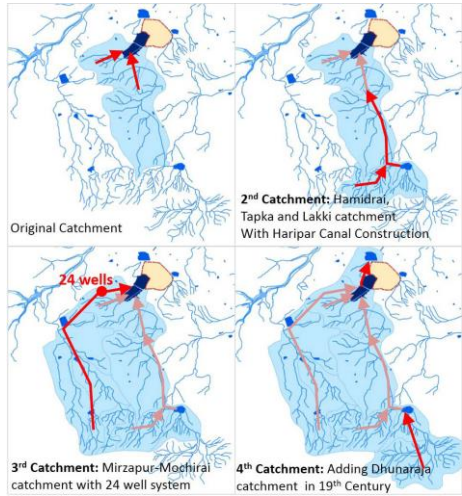 Original Catchment
2nd Catchment: Hamidrai,
Tapka and Lakki catchment
With Haripar Canal Construction
24 wells
3rd Catchment: Mirzapur-Mochirai
catchment with 24 well system
4th Catchment: Adding Dhunaraja
catchment in 19th Century